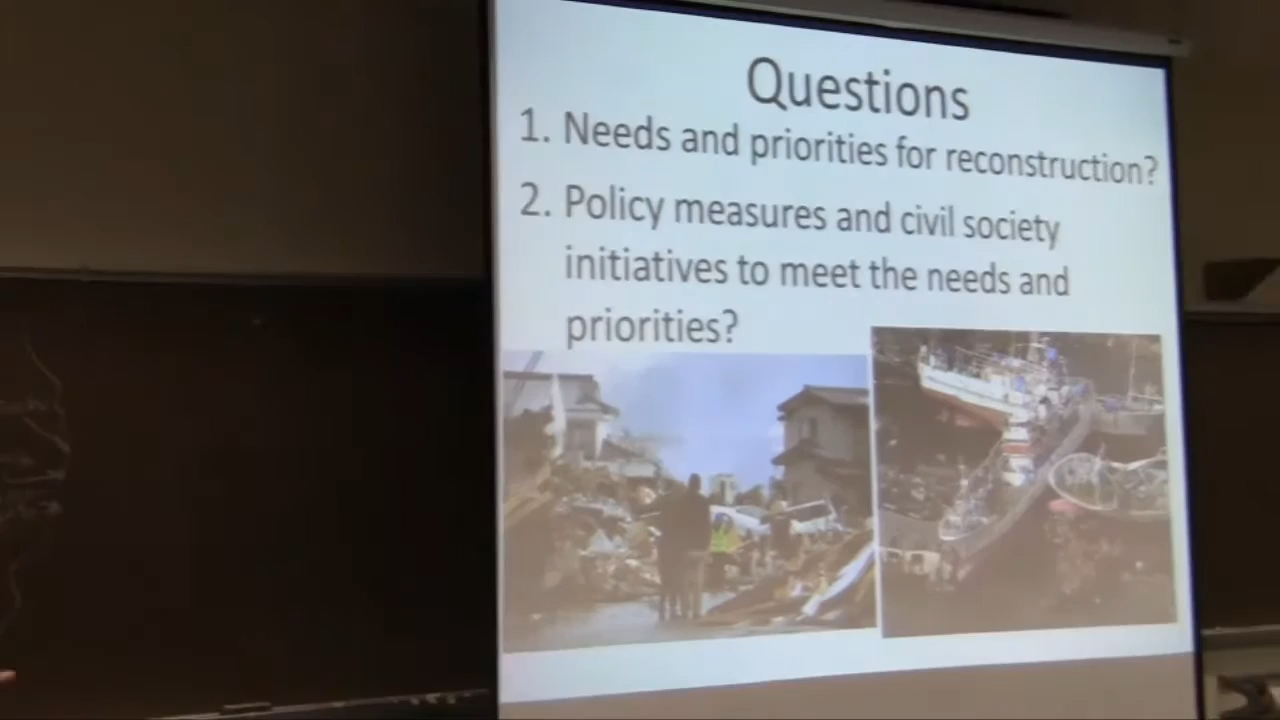 Questions
1. Needs and priorities for reconstruction?
2. Policy measures and civil society
initiatives to meet the needs and
priorities?